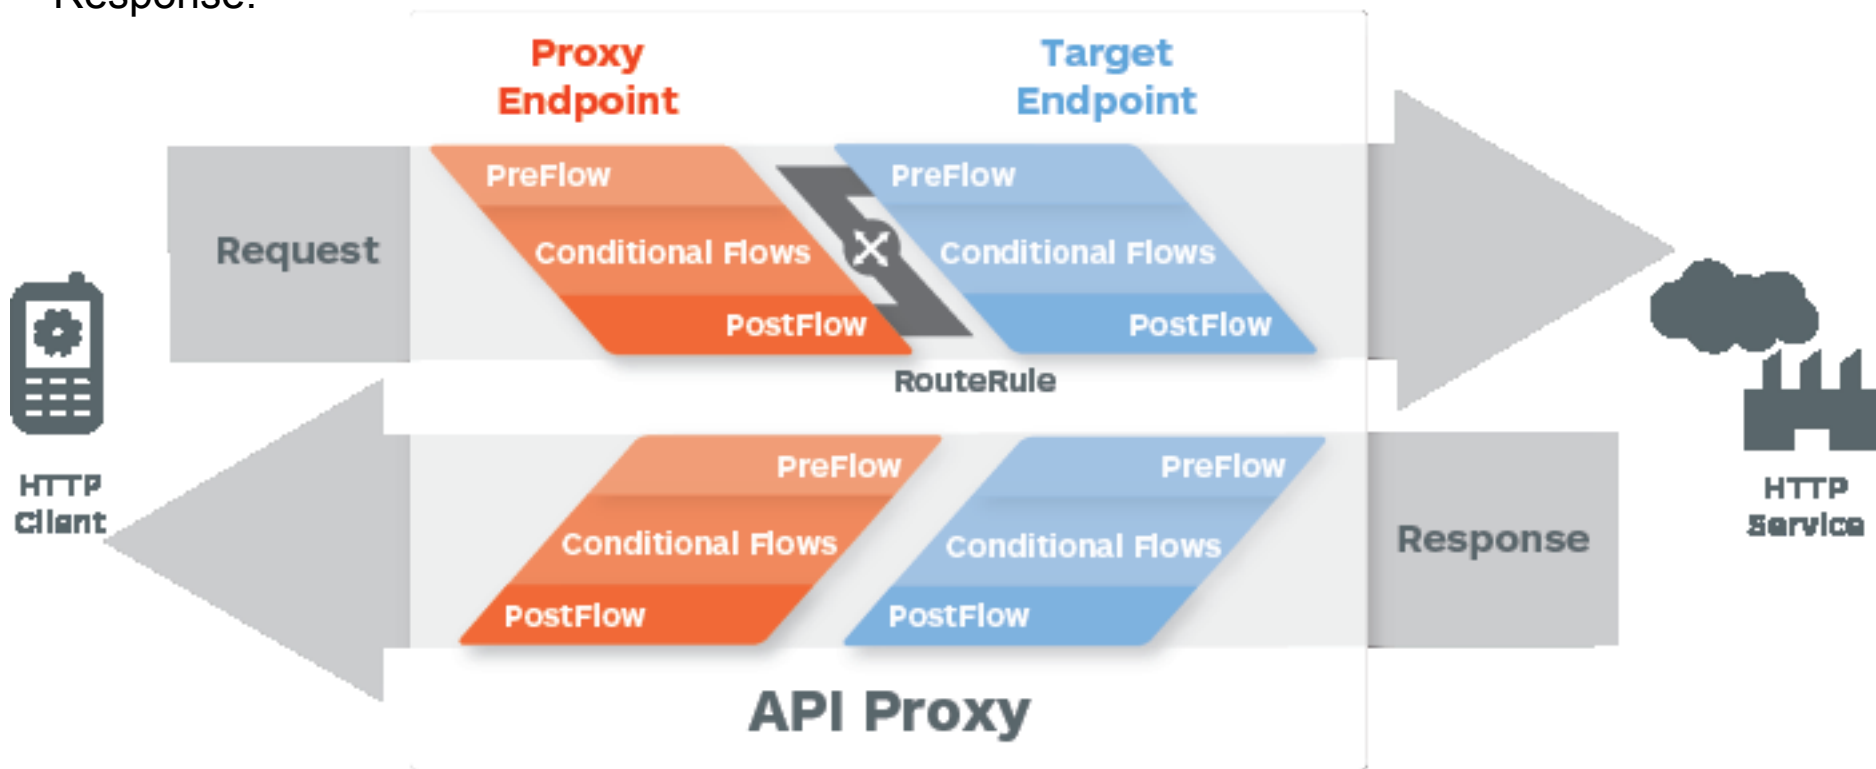 Response:
Proxy
Endpoint
Target
Endpoint
Request
PreFlow
Conditional Flows
PostFlow
PreFlow
Conditional Flows
PostFlow
RouteRule
HTTP
Client
PreFlow
Conditional Flows
PostFlow
PreFlow
Conditional Flows
PostFlow
Response
HTTP
Service
API Proxy